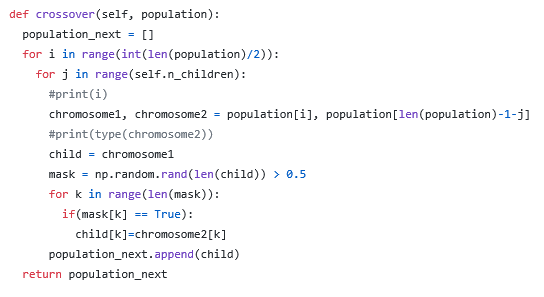 def crossover(self, population):
  population_next = []
  for i in range(int(len(population)/2)):
    for j in range(self.n_children):
      #print(i)
      chromosome1, chromosome2 = population[i], population[len(population)-1-j]
      #print(type(chromosome2))
      child = chromosome1
      mask = np.random.rand(len(child)) > 0.5
      for k in range(len(mask)):
        if(mask[k] == True):
          child[k]=chromosome2[k]
      population_next.append(child)
  return population_next